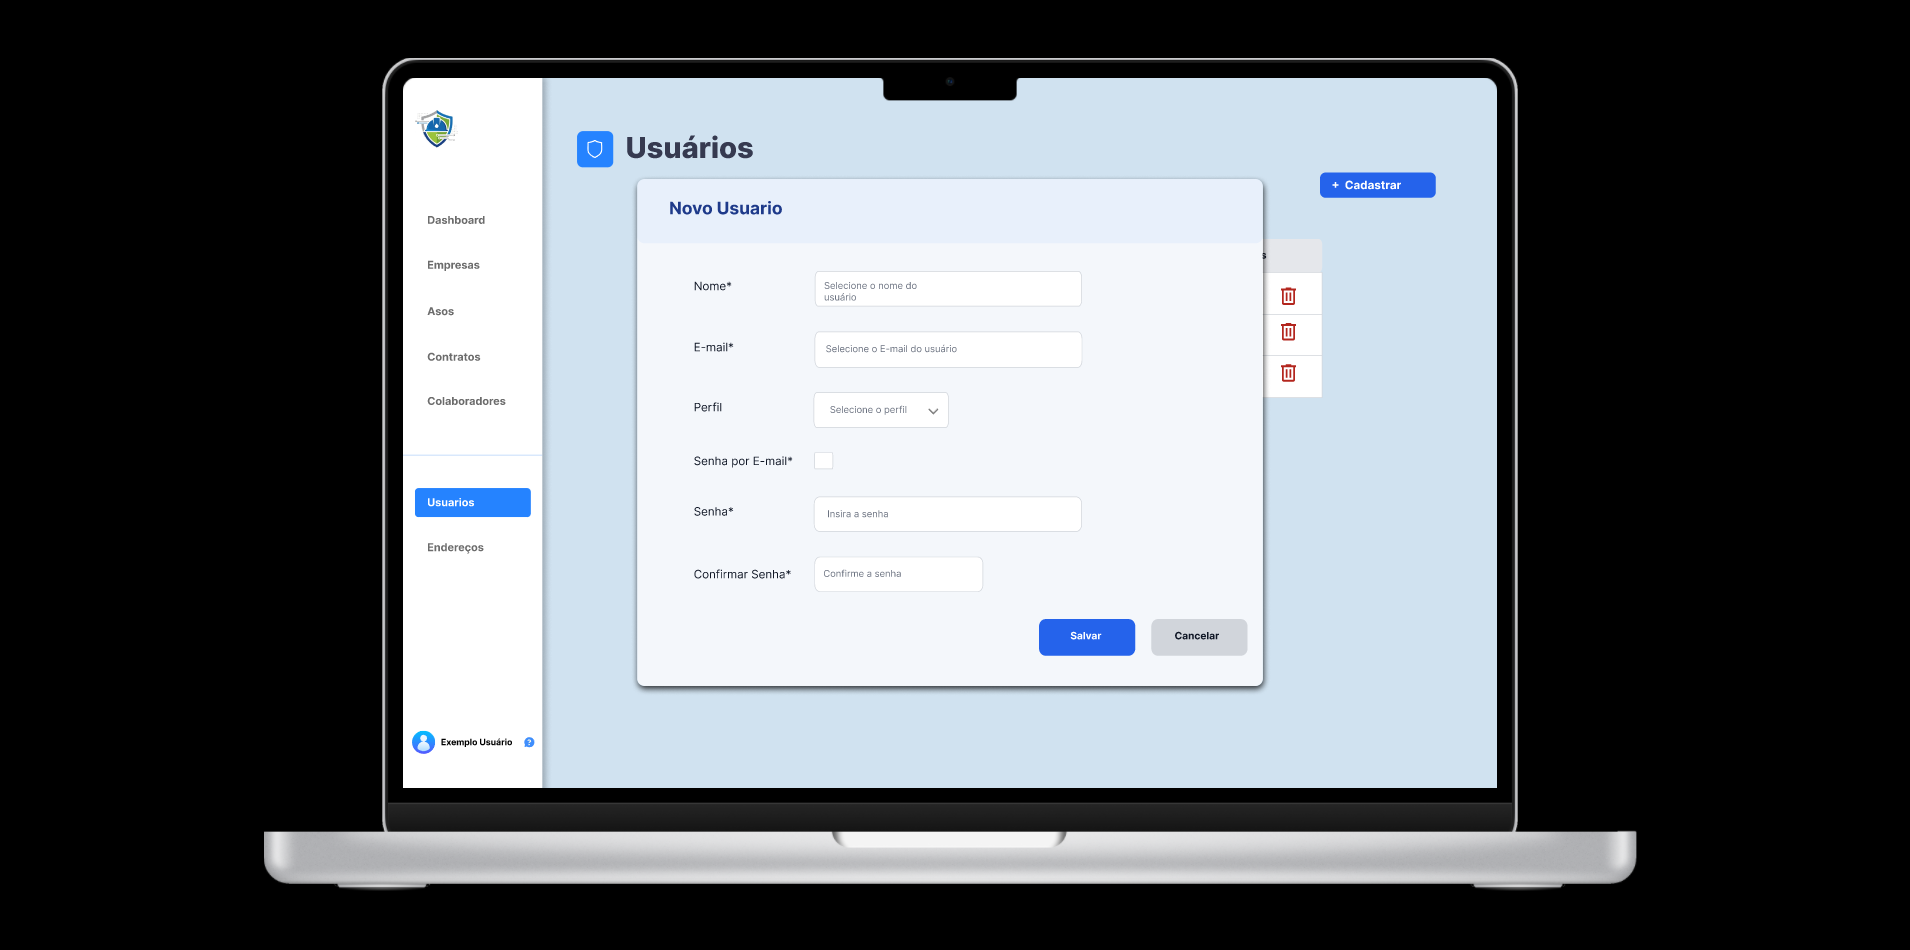 Usuários
+ Cadastrar
Dashboard
Empresas
Asos
Contratos
Colaboradores
Usuarios
Endereços
Exemplo Usuário
?
Novo Usuario
Nome*
Selecione o nome do
usuário
E-mail*
Selecione o E-mail do usuário
Perfil
Selecione o perfil
Senha por E-mail*
Senha*
Insira a senha
Confirmar Senha*
Confirme a senha
Salvar
Cancelar
s